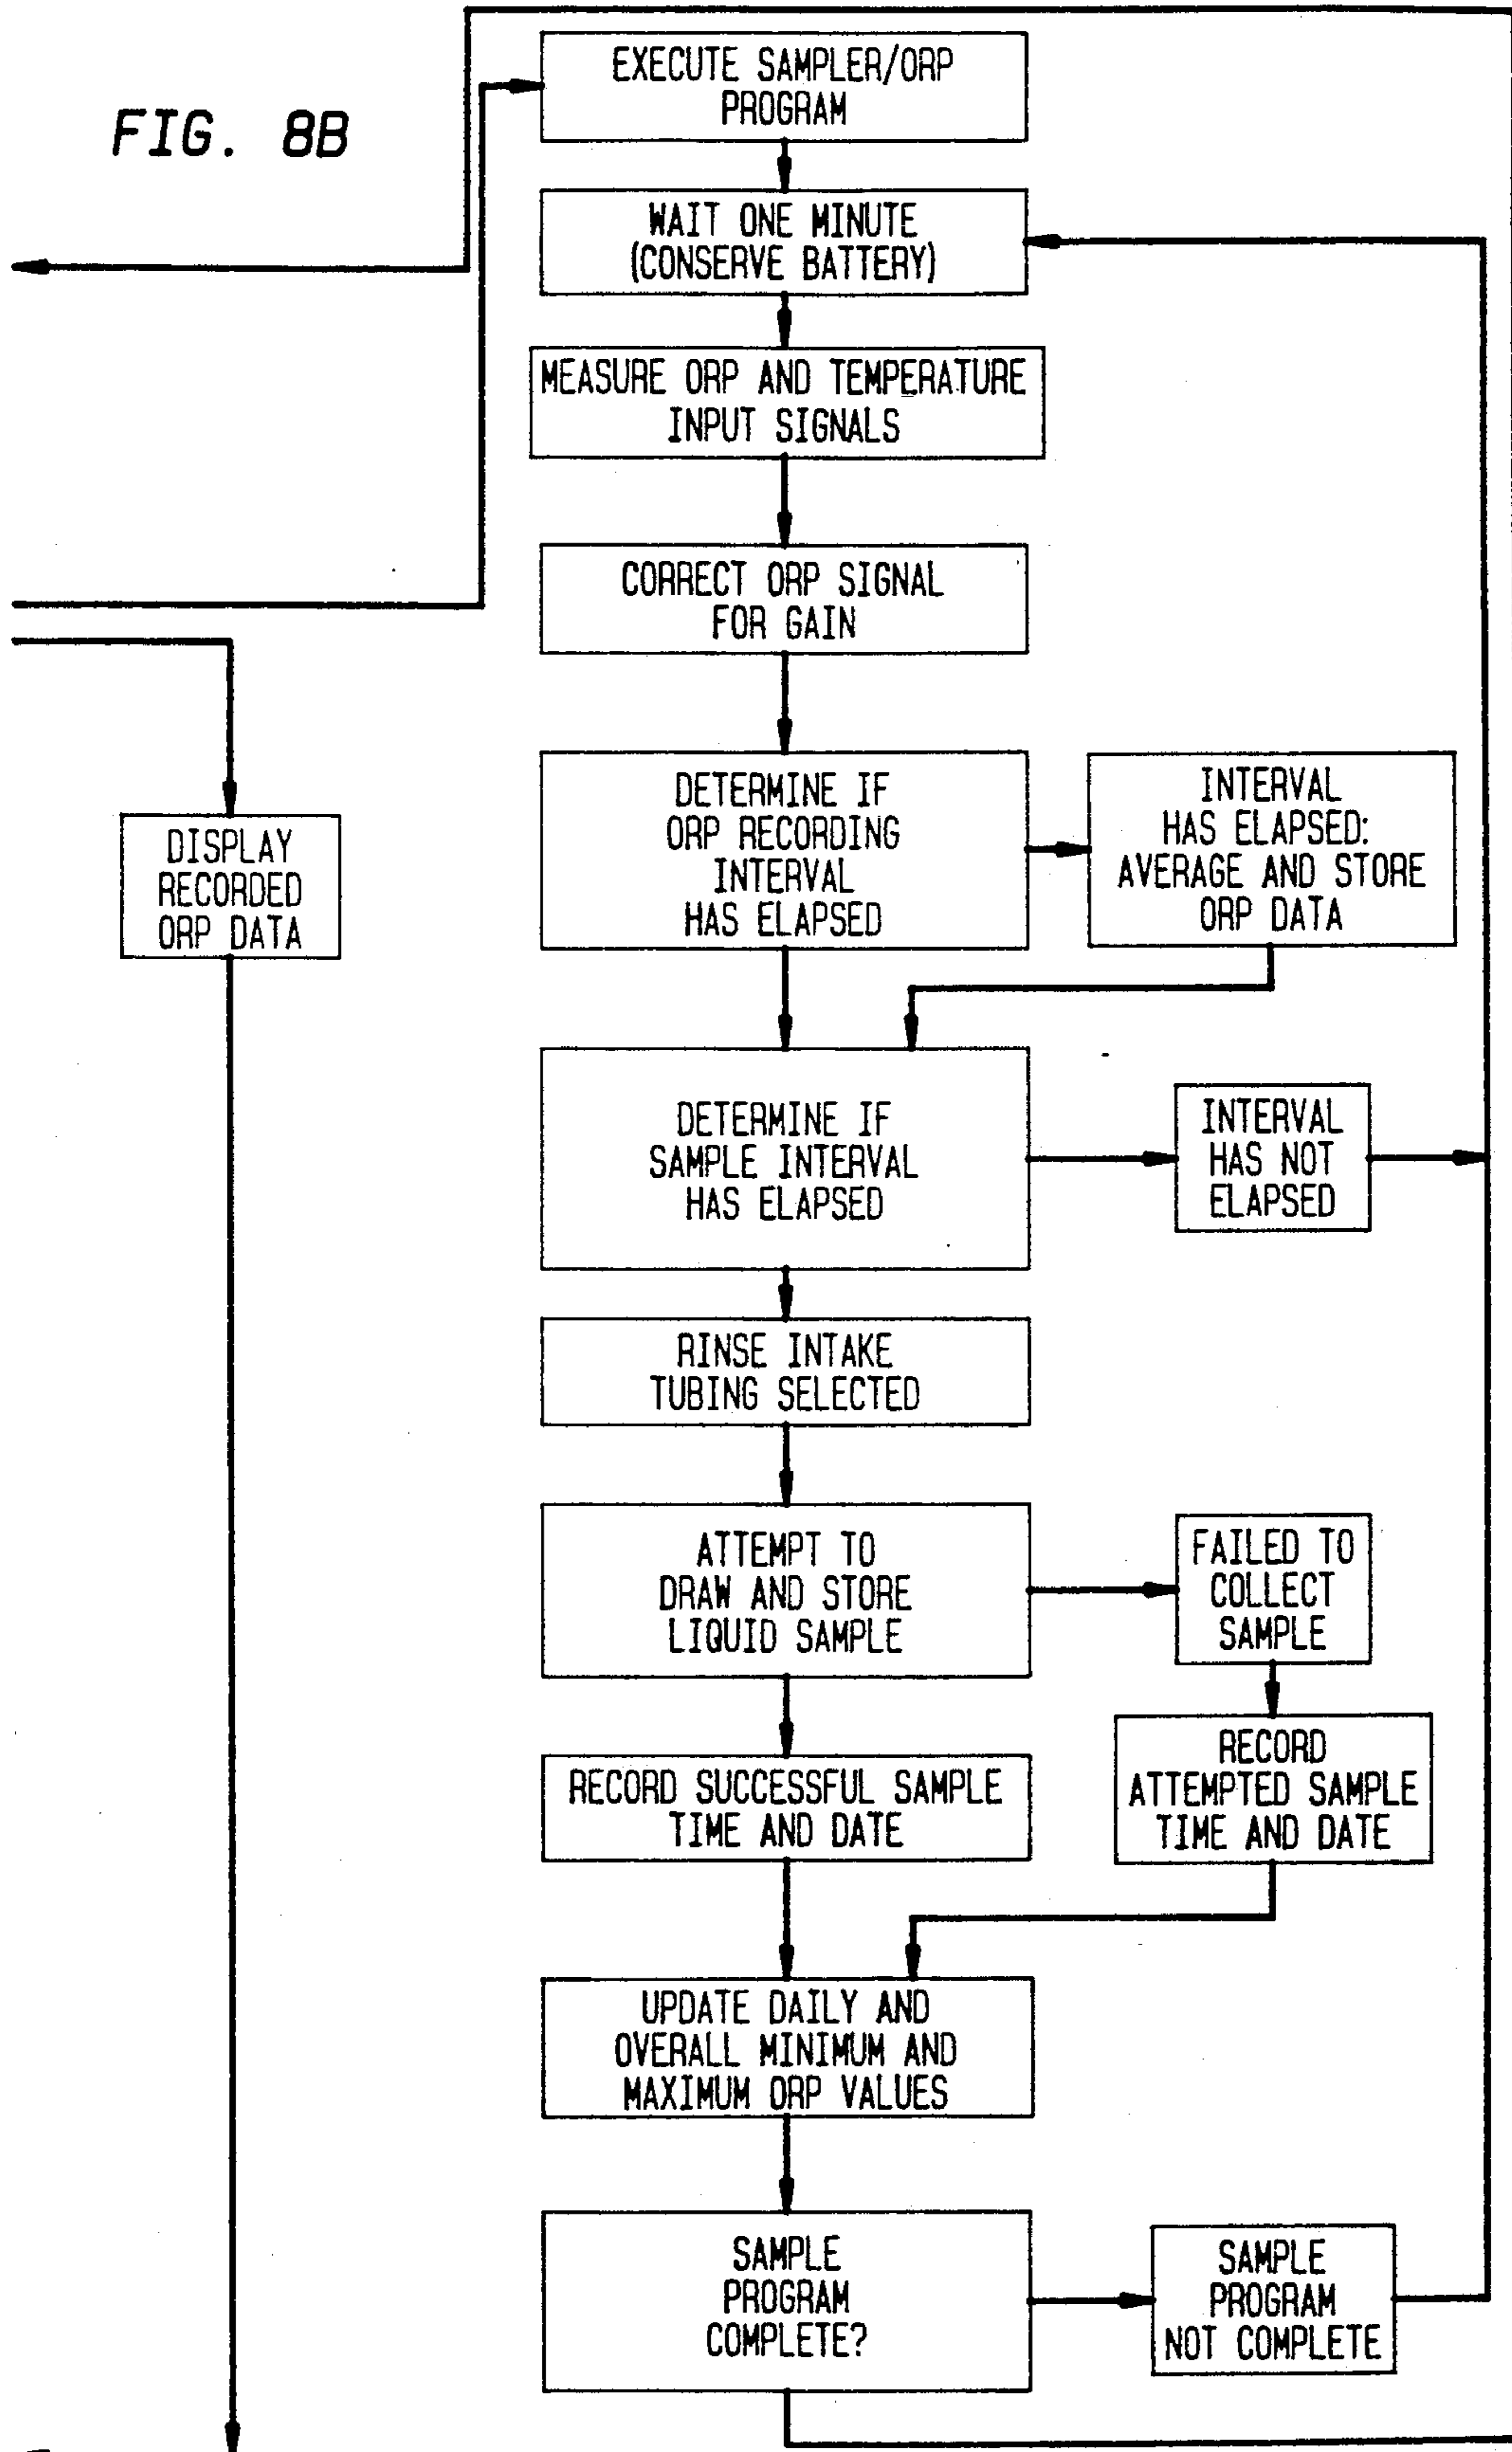 FIG. 8B
EXECUTE SAMPLER/ORP
PROGRAM
WAIT ONE MINUTE
(CONSERVE BATTERY)
MEASURE ORP AND TEMPERATURE
INPUT SIGNALS
CORRECT ORP SIGNAL
FOR GAIN
DETERMINE IF
ORP RECORDING
INTERVAL
HAS ELAPSED
INTERVAL
HAS ELAPSED:
AVERAGE AND STORE
ORP DATA
DISPLAY
RECORDED
ORP DATA
DETERMINE IF
SAMPLE INTERVAL
HAS ELAPSED
INTERVAL
HAS NOT
ELAPSED
RINSE INTAKE
TUBING SELECTED
ATTEMPT TO
DRAW AND STORE
LIQUID SAMPLE
FAILED TO
COLLECT
SAMPLE
RECORD SUCCESSFUL SAMPLE
TIME AND DATE
RECORD
ATTEMPTED SAMPLE
TIME AND DATE
UPDATE DAILY AND
OVERALL MINIMUM AND
MAXIMUM ORP VALUES
SAMPLE
PROGRAM
COMPLETE?
SAMPLE
PROGRAM
NOT COMPLETE